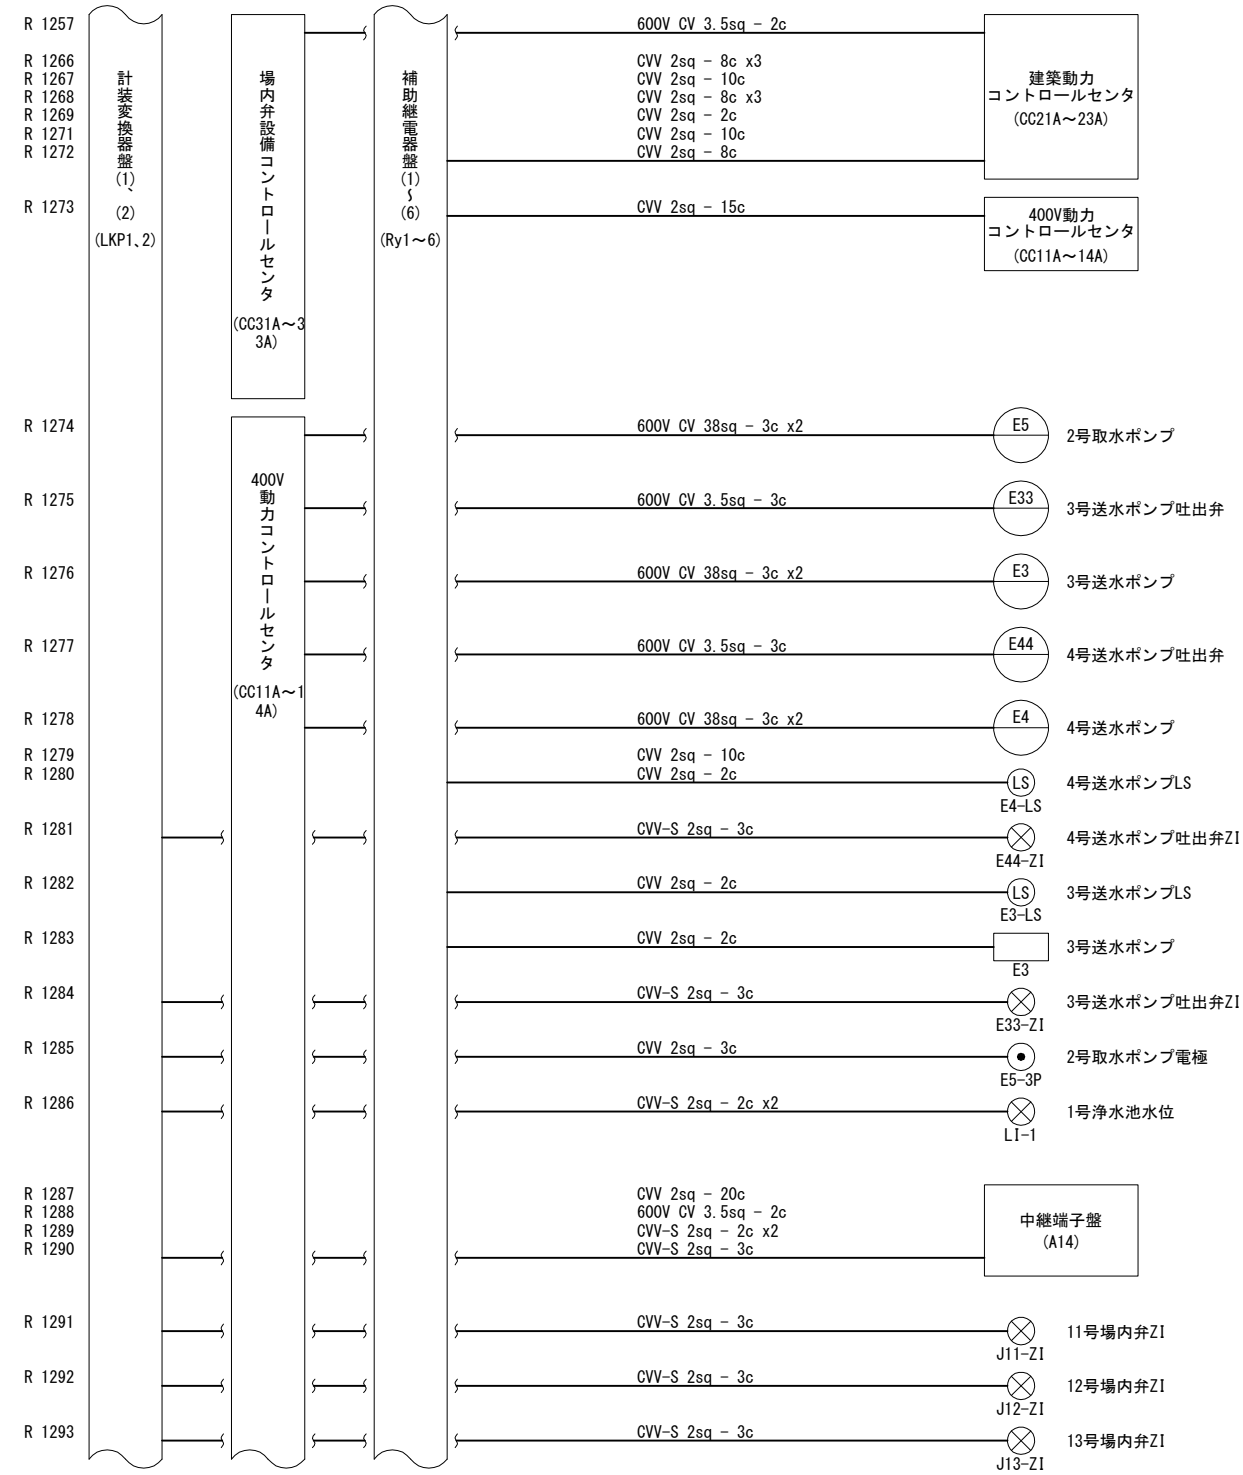 R 1257
R 1266
R 1267
R 1268
R 1269
R 1271
R 1272
R 1273
R 1274
R 1275
R 1276
R 1277
R 1278
R 1279
R 1280
R 1281
R 1282
R 1283
R 1284
R 1285
R 1286
R 1287
R 1288
R 1289
R 1290
R 1291
R 1292
R 1293
計装変換器盤(1)、(2)
(LKP1、2)
場内弁設備コントロールセンタ
(CC31A～3
3A)
400V動力コントロールセンタ
(CC11A～1
4A)
補助継電器盤(1)～(6)
(Ry1～6)
600V CV 3.5sq － 2c
CVV 2sq － 8c x3
CVV 2sq － 10c
CVV 2sq － 8c x3
CVV 2sq － 2c
CVV 2sq － 10c
CVV 2sq － 8c
建築動力
コントロールセンタ
(CC21A～23A)
CVV 2sq － 15c
400V動力
コントロールセンタ
(CC11A～14A)
600V CV 38sq － 3c x2
E5
2号取水ポンプ
600V CV 3.5sq － 3c
E33
3号送水ポンプ吐出弁
600V CV 38sq － 3c x2
E3
3号送水ポンプ
600V CV 3.5sq － 3c
E44
4号送水ポンプ吐出弁
600V CV 38sq － 3c x2
E4
4号送水ポンプ
CVV 2sq － 10c
CVV 2sq － 2c
LS
E4-LS
4号送水ポンプLS
CVV-S 2sq － 3c
E44-ZI
4号送水ポンプ吐出弁ZI
CVV 2sq － 2c
LS
E3-LS
3号送水ポンプLS
CVV 2sq － 2c
E3
3号送水ポンプ
CVV-S 2sq － 3c
E33-ZI
3号送水ポンプ吐出弁ZI
CVV 2sq － 3c
E5-3P
2号取水ポンプ電極
CVV-S 2sq － 2c x2
LI-1
1号浄水池水位
CVV 2sq － 20c
600V CV 3.5sq － 2c
CVV-S 2sq － 2c x2
CVV-S 2sq － 3c
中継端子盤
(A14)
CVV-S 2sq － 3c
J11-ZI
11号場内弁ZI
CVV-S 2sq － 3c
J12-ZI
12号場内弁ZI
CVV-S 2sq － 3c
J13-ZI
13号場内弁ZI